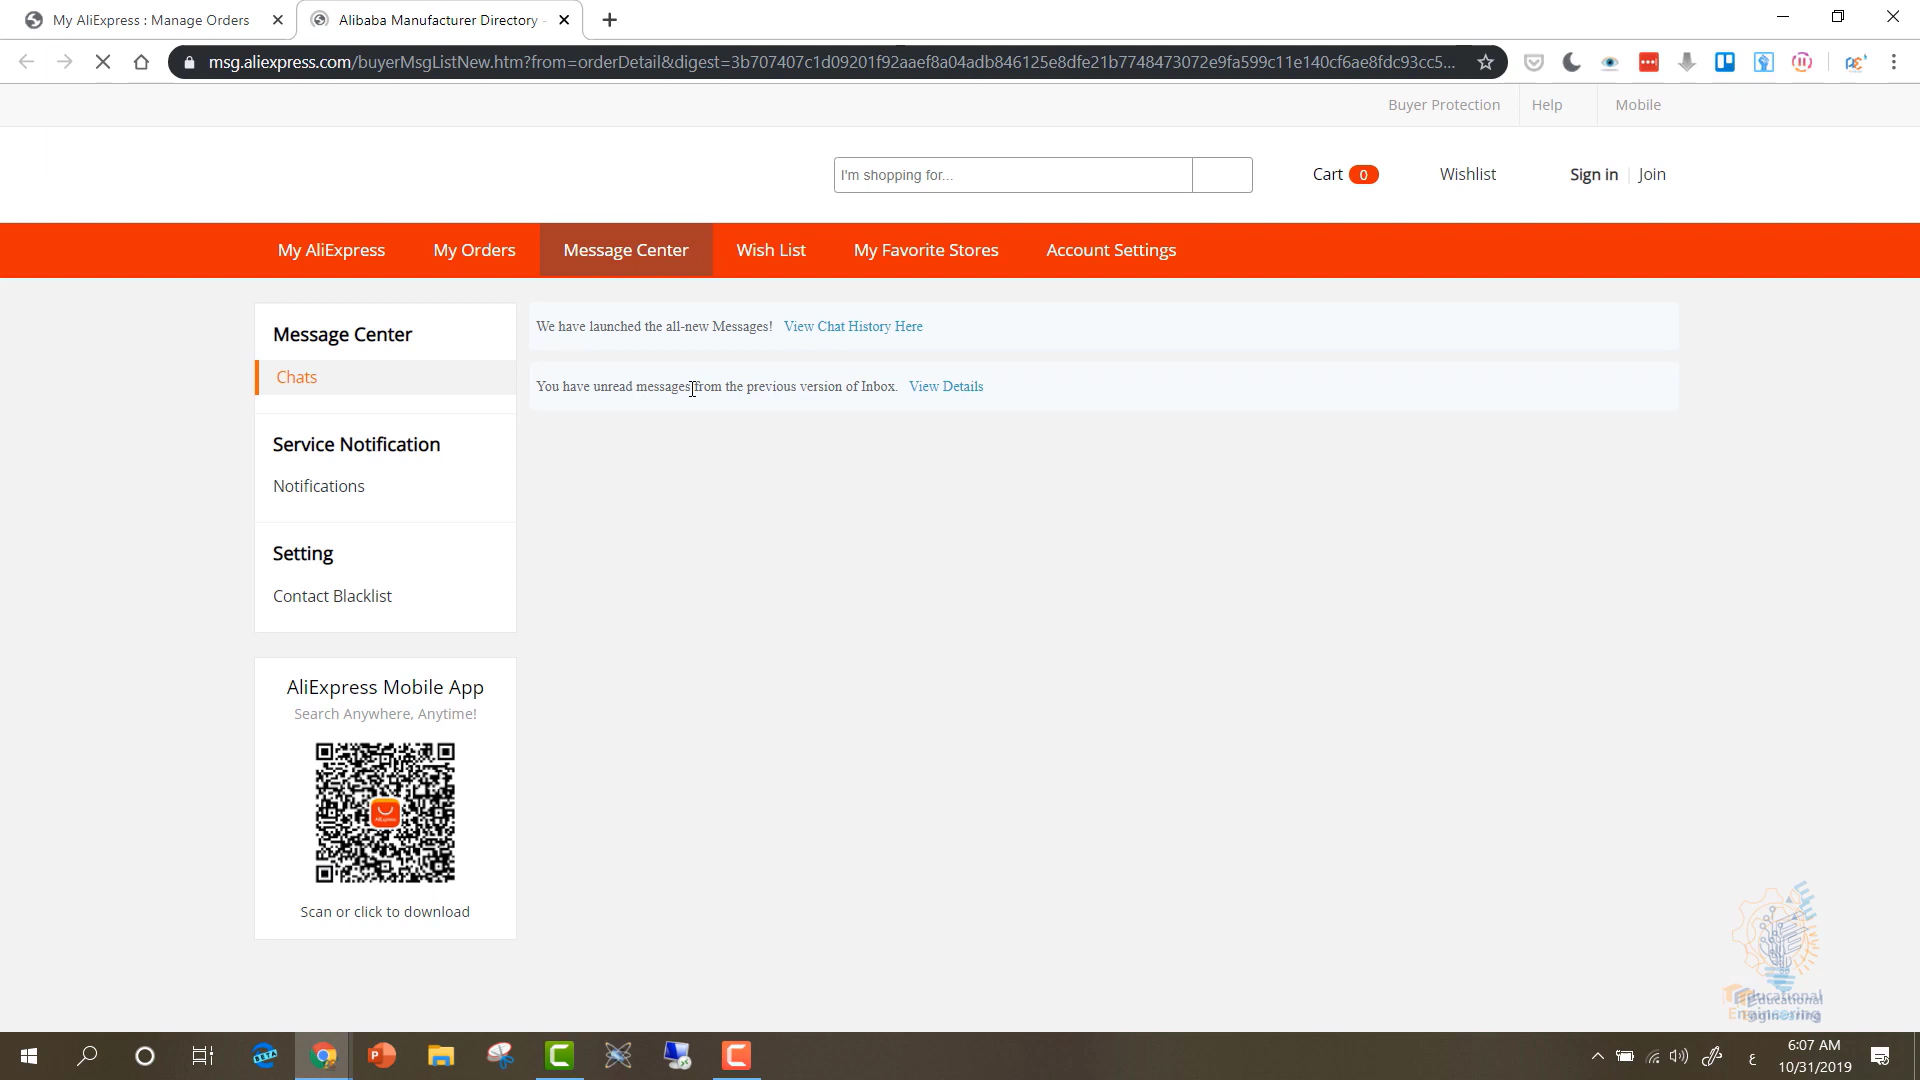 My AliExpress : Manage Orders
Alibaba Manufacturer Directory -
msg.aliexpress.com/buyerMsgListNew.htm?from=orderDetail&digest=3b707407c1d09201f92aaef8a04adb846125e8dfe21b7748473072e9fa599c11e140cf6ae8fdc93cc5...
Buyer Protection
Help
Mobile
I'm shopping for...
Cart 0
Wishlist
Sign in
Join
My AliExpress
My Orders
Message Center
Wish List
My Favorite Stores
Account Settings
Message Center
Chats
Service Notification
Notifications
Setting
Contact Blacklist
We have launched the all-new Messages! View Chat History Here
You have unread messages from the previous version of Inbox. View Details
AliExpress Mobile App
Search Anywhere, Anytime!
AliExpress
Scan or click to download
Educational
Engineering
BETA
ع
6:07 AM
10/31/2019